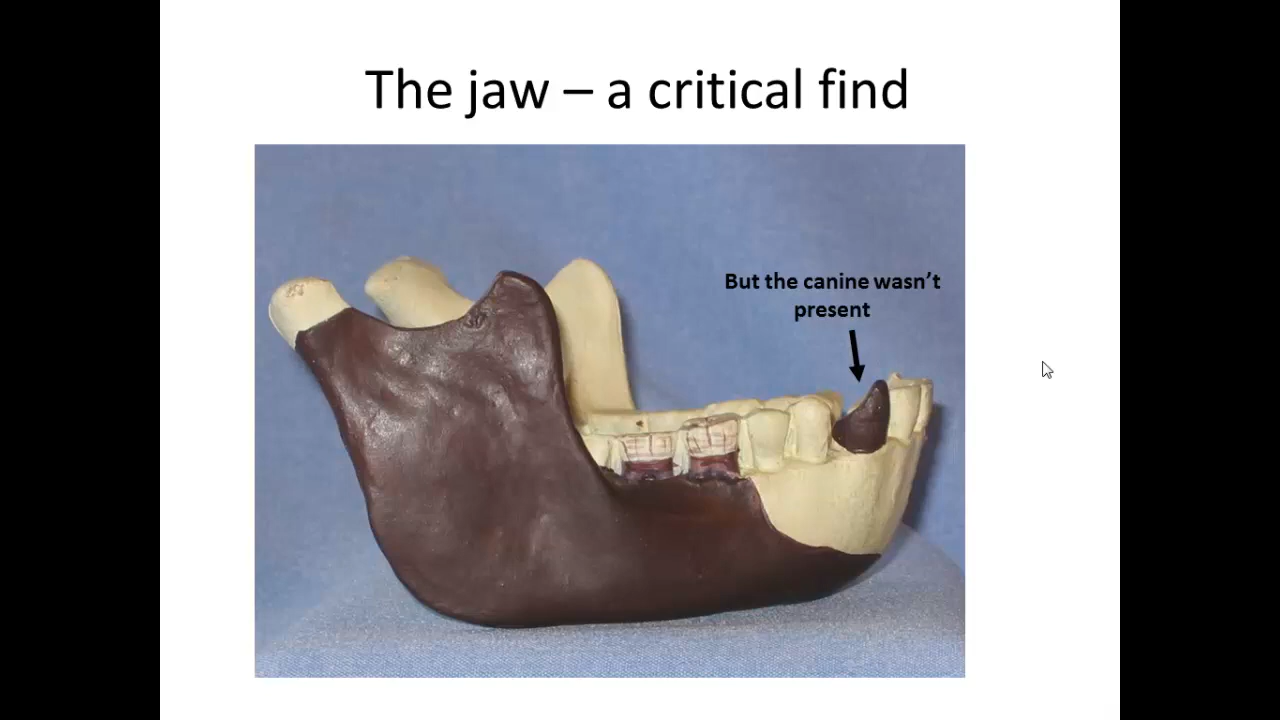 The jaw – a critical find
But the canine wasn’t
present